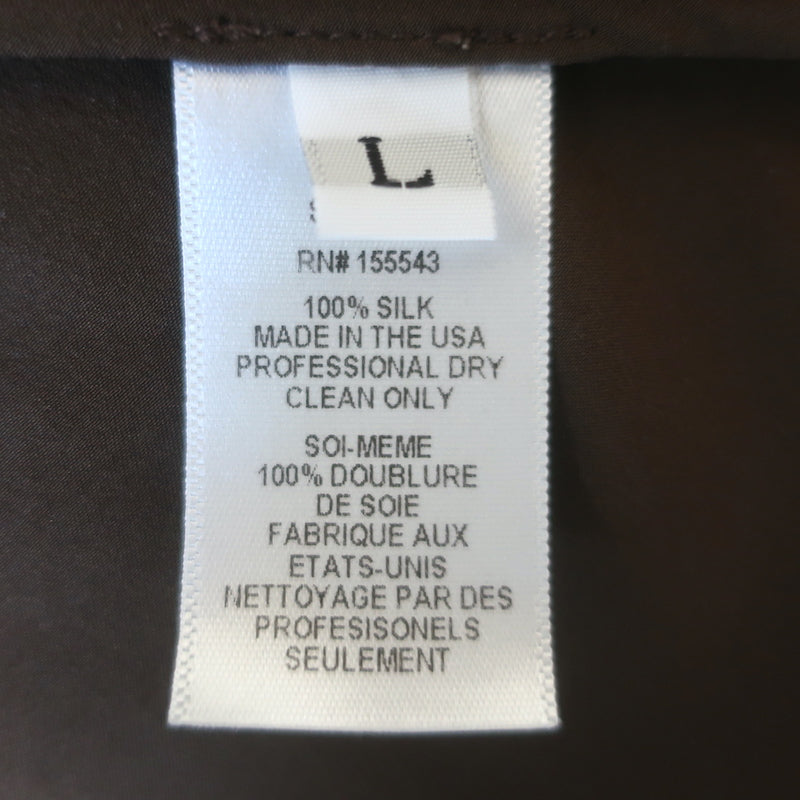 L
RN# 155543
100% SILK
MADE IN THE USA
PROFESSIONAL DRY
CLEAN ONLY
SOI-MEME
100% DOUBLURE
DE SOIE
FABRIQUE AUX
ETATS-UNIS
NETTOYAGE PAR DES
PROFESISONELS
SEULEMENT